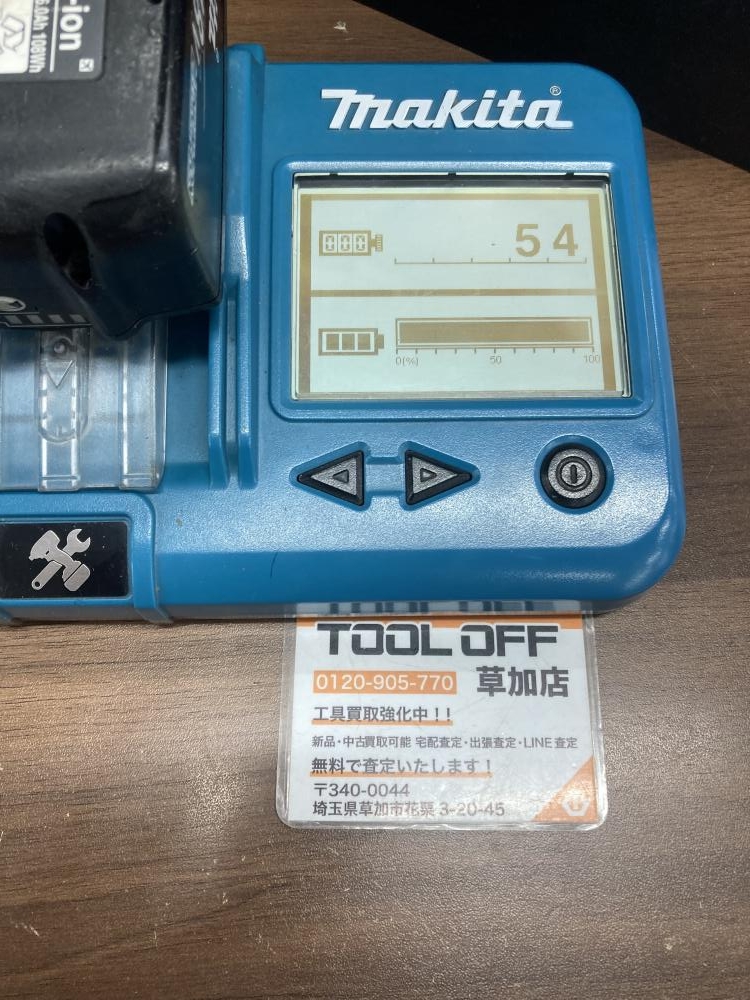 -ion
6.0Ah 108Wh
makita®
000
54
0(%) 50 100
TOOL OFF
0120-905-770 草加店
工具買取強化中!!
新品・中古買取可能 宅配査定・出張査定・LINE査定
無料で査定いたします!
〒340-0044
埼玉県草加市花栗 3-20-45